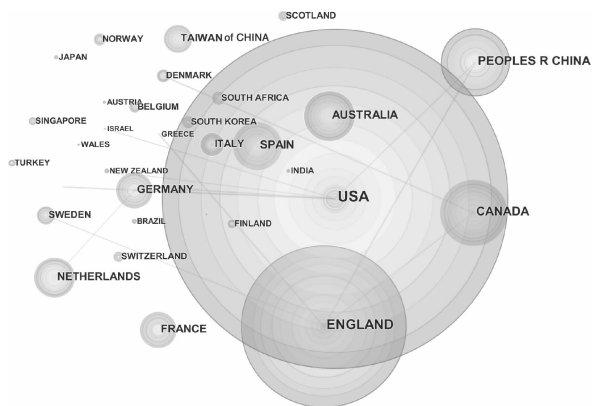 SCOTLAND
NORWAY
TAIWAN of CHINA
JAPAN
PEOPLES R CHINA
DENMARK
SOUTH AFRICA
AUSTRIA
BELGIUM
AUSTRALIA
SINGAPORE
SOUTH KOREA
ISRAEL
GREECE
WALES
ITALY
SPAIN
TURKEY
NEW ZEALAND
INDIA
GERMANY
USA
SWEDEN
BRAZIL
FINLAND
CANADA
SWITZERLAND
NETHERLANDS
FRANCE
ENGLAND